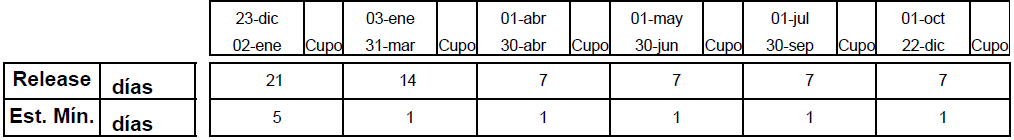 23-dic 03-ene 01-abr 01-may 01-jul 01-oct
02-ene Cupo 31-mar Cupo 30-abr Cupo 30-jun Cupo 30-sep Cupo 22-dic Cupo
Release días 21 14 7 7 7 7
Est. Mín. días 5 1 1 1 1 1